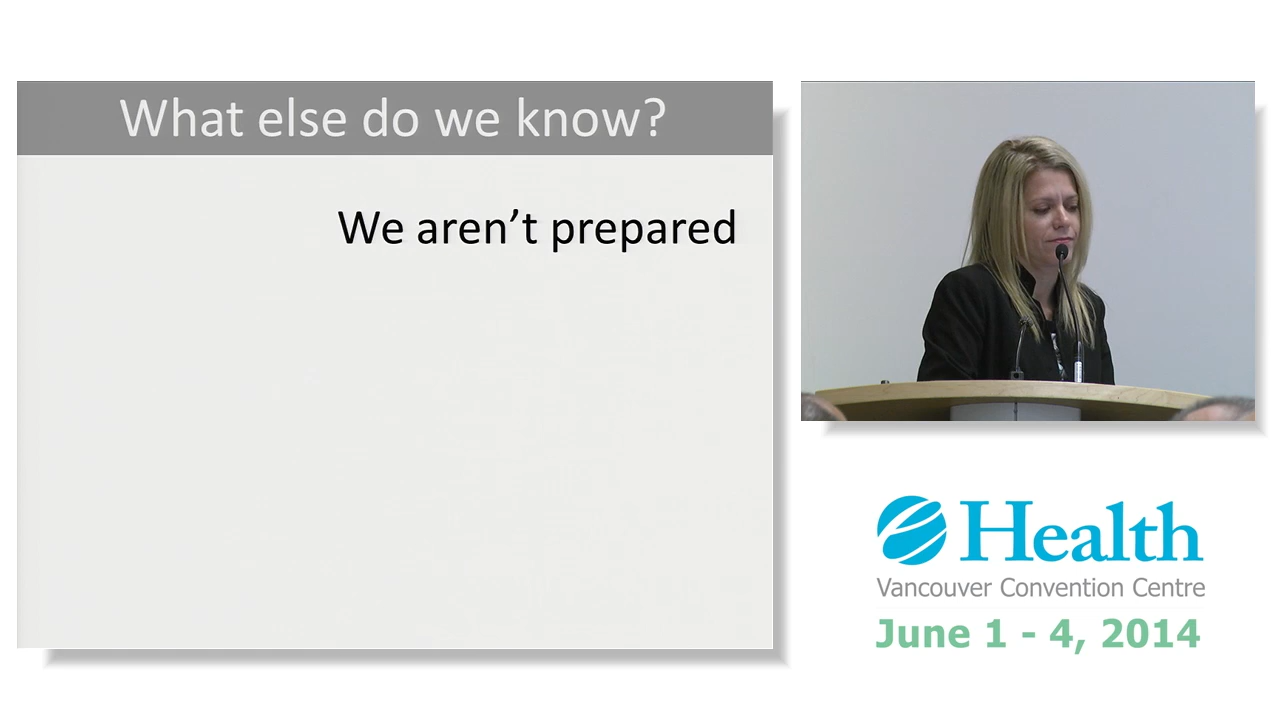 What else do we know?
We aren’t prepared
eHealth
Vancouver Convention Centre
June 1 - 4, 2014